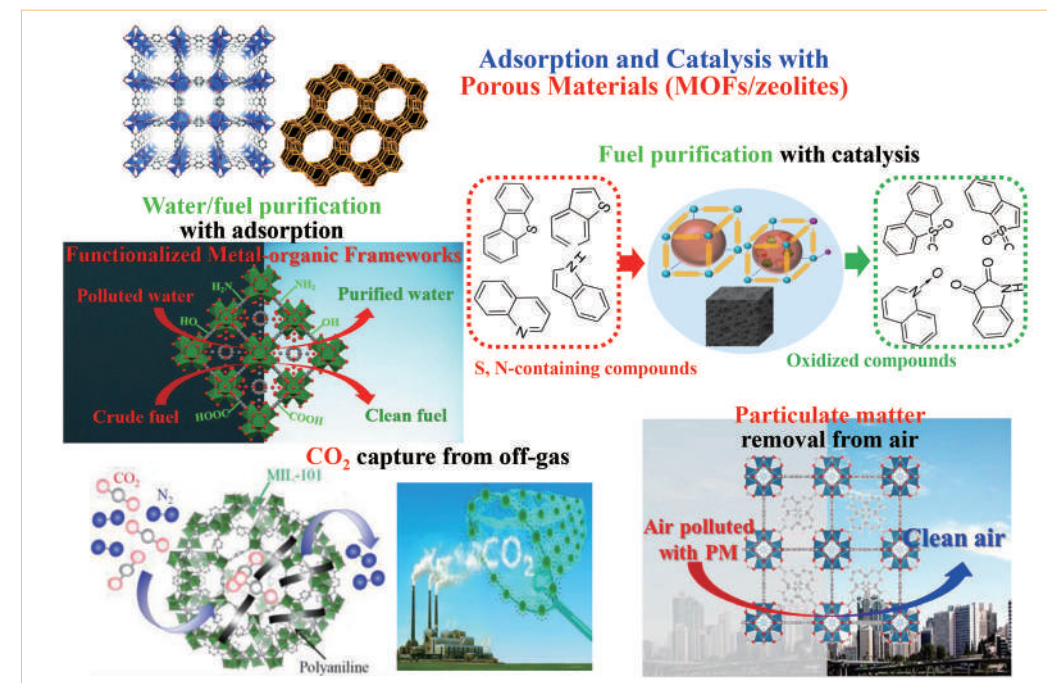 Adsorption and Catalysis with
Porous Materials (MOFs/zeolites)
Water/fuel purification
with adsorption
Functionalized Metal-organic Frameworks
Polluted water
H₂N
NH₂
Purified water
HO
OH
Crude fuel
HOOC
COOH
Clean fuel
Fuel purification with catalysis
S
S
N
H
N
S, N-containing compounds
O
S
O
O
S
O
N
O
O
O
N
H
Oxidized compounds
CO₂ capture from off-gas
CO₂
N₂
MIL-101
Polyaniline
CO₂
Particulate matter
removal from air
Air polluted
with PM
Clean air